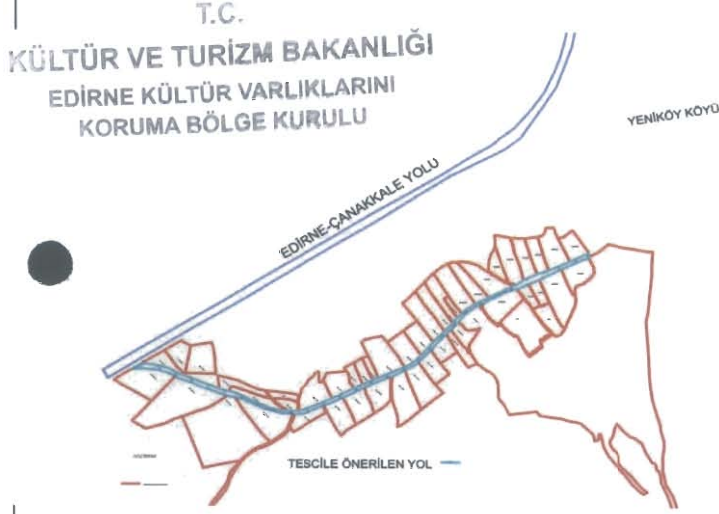 T.C.
KÜLTÜR VE TURİZM BAKANLIĞI
EDİRNE KÜLTÜR VARLIKLARINI
KORUMA BÖLGE KURULU
YENİKÖY KÖYÜ
EDİRNE-ÇANAKKALE YOLU
TESCİLE ÖNERİLEN YOL